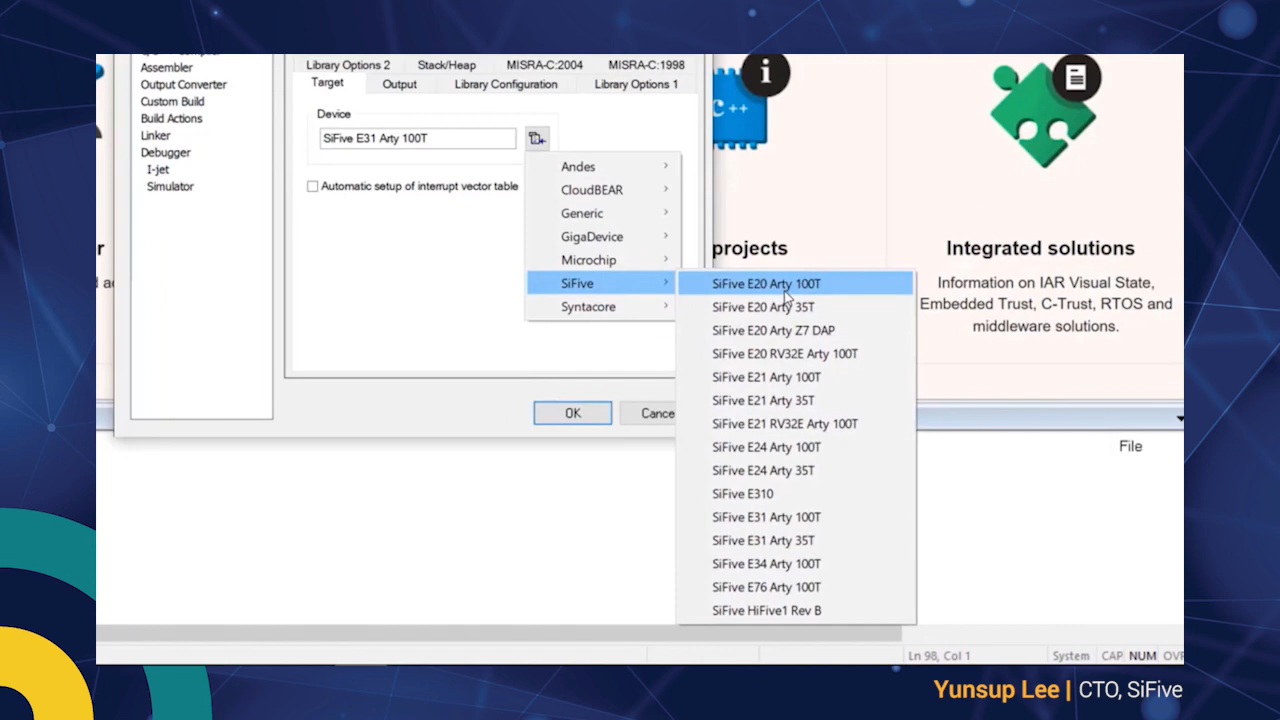 Assembler
Output Converter
Custom Build
Build Actions
Linker
Debugger
I-jet
Simulator
Library Options 2
Stack/Heap
MISRA-C:2004
MISRA-C:1998
Target
Output
Library Configuration
Library Options 1
Device
SiFive E31 Arty 100T
Automatic setup of interrupt vector table
Andes
CloudBEAR
Generic
GigaDevice
Microchip
SiFive
Syntacore
SiFive E20 Arty 100T
SiFive E20 Arty 35T
SiFive E20 Arty Z7 DAP
SiFive E20 RV32E Arty 100T
SiFive E21 Arty 100T
SiFive E21 Arty 35T
SiFive E21 RV32E Arty 100T
SiFive E24 Arty 100T
SiFive E24 Arty 35T
SiFive E310
SiFive E31 Arty 100T
SiFive E31 Arty 35T
SiFive E34 Arty 100T
SiFive E76 Arty 100T
SiFive HiFive1 Rev B
OK
Cance
C++
i
projects
Integrated solutions
Information on IAR Visual State,
Embedded Trust, C-Trust, RTOS and
middleware solutions.
File
Ln 98, Col 1
System
CAP
NUM
OVR
Yunsup Lee | CTO, SiFive